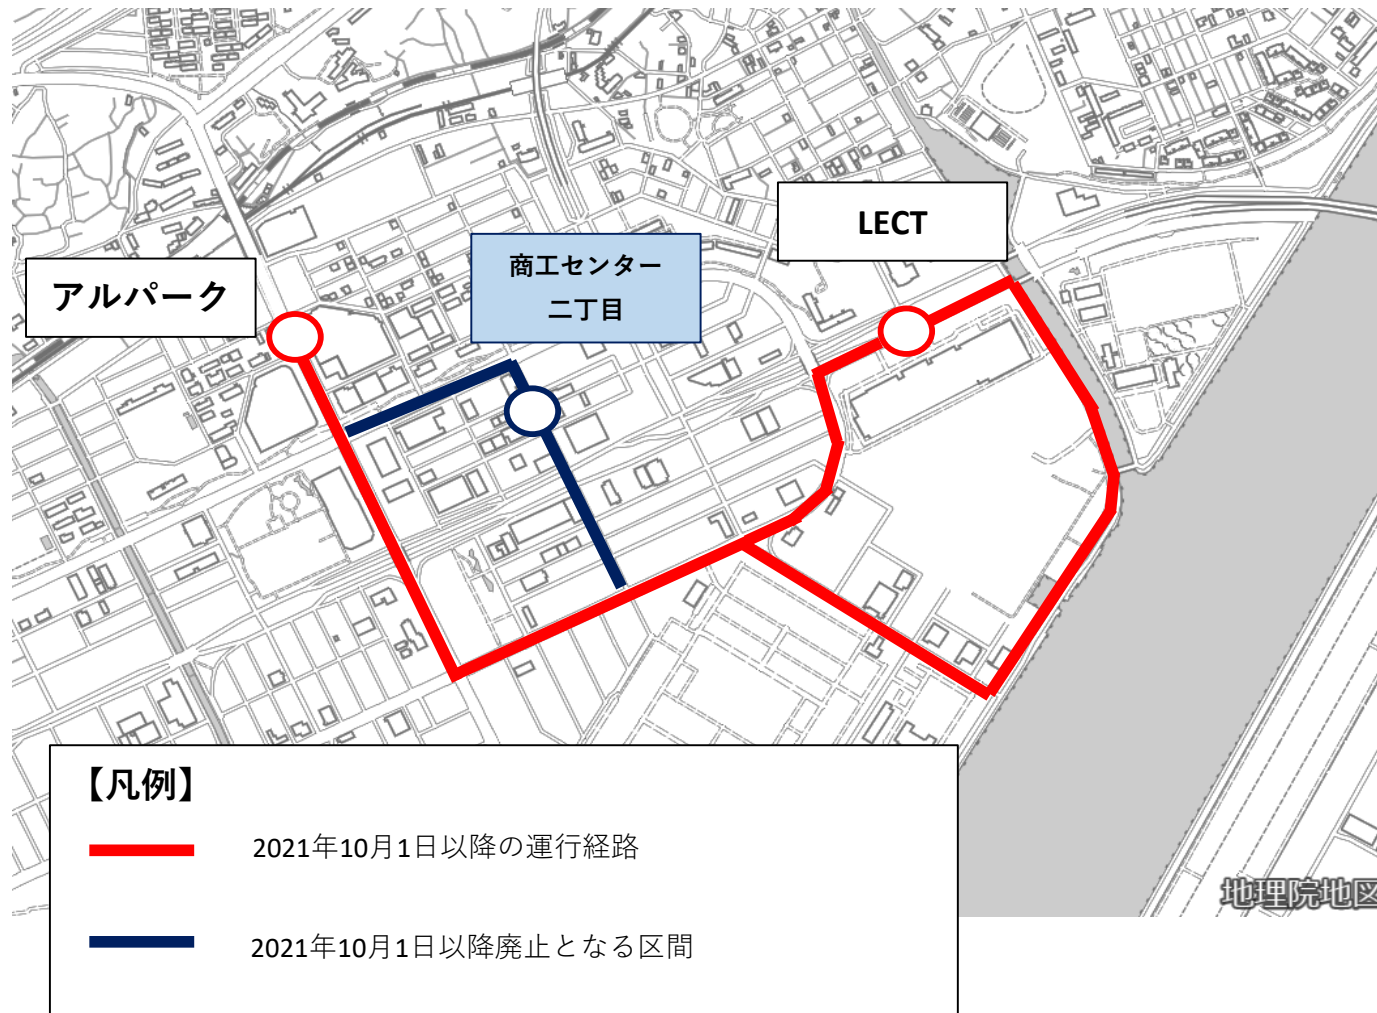 LECT
商工センター
二丁目
アルパーク
【凡例】
2021年10月1日以降の運行経路
2021年10月1日以降廃止となる区間
地理院地図